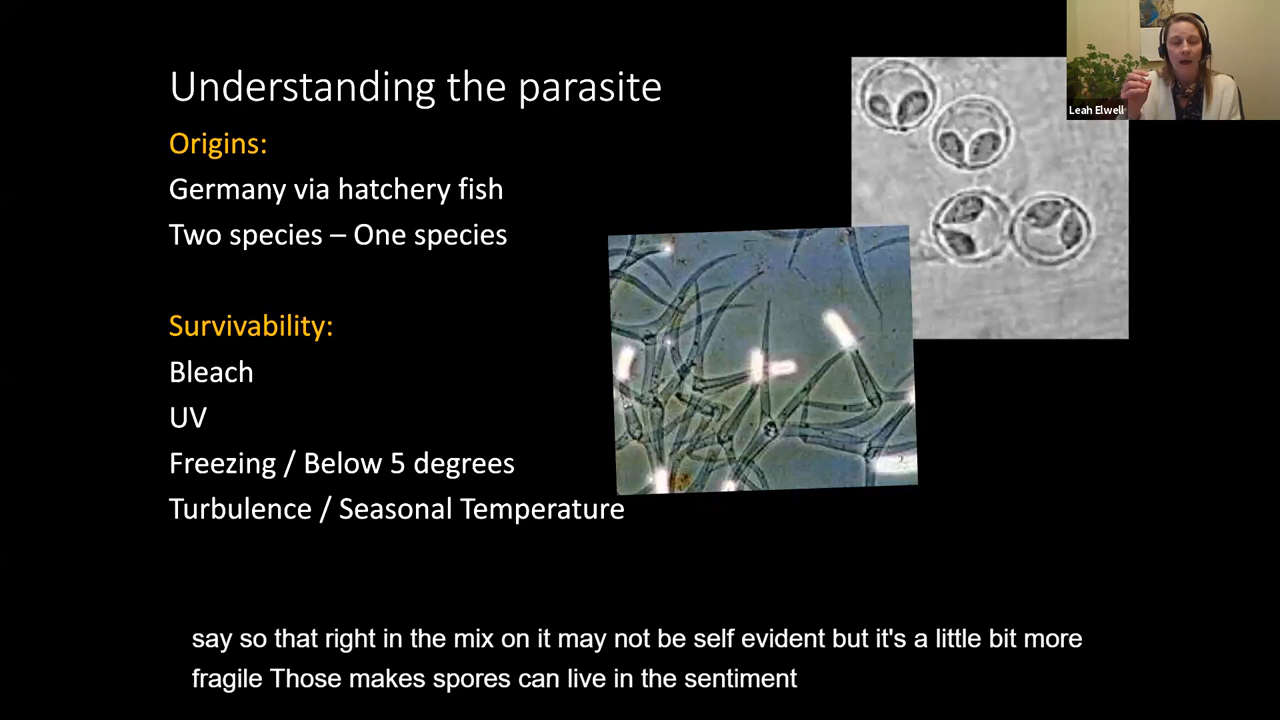 Understanding the parasite
Origins:
Germany via hatchery fish
Two species – One species
Survivability:
Bleach
UV
Freezing / Below 5 degrees
Turbulence / Seasonal Temperature
Leah Elwell
say so that right in the mix on it may not be self evident but it's a little bit more
fragile Those makes spores can live in the sentiment